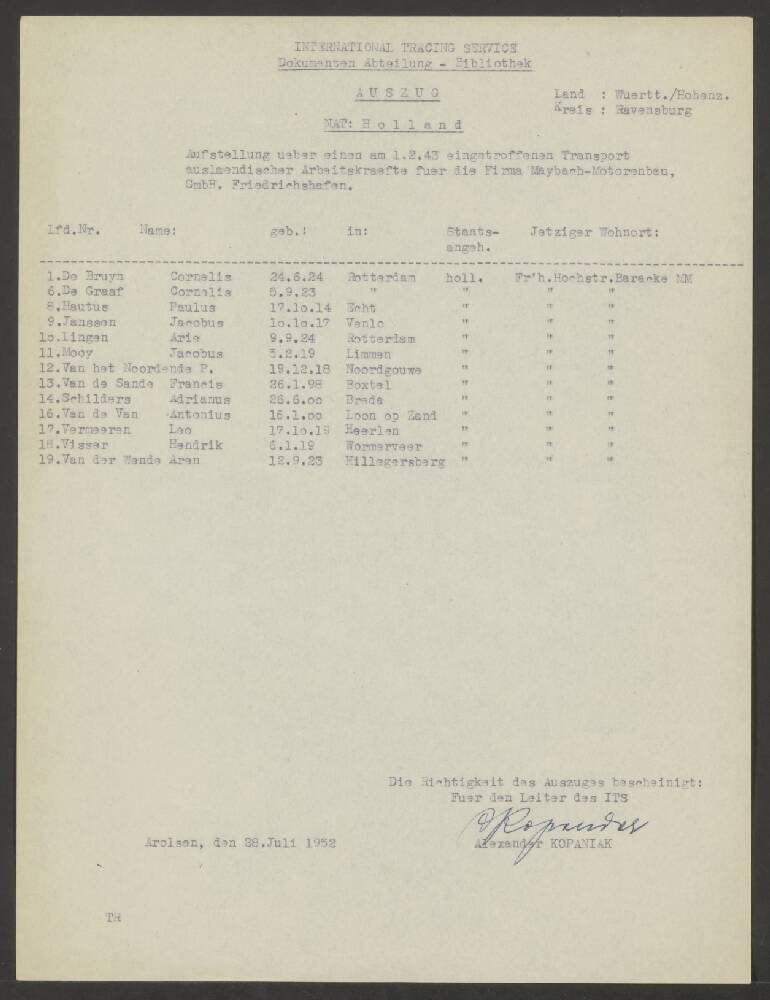 INTERNATIONAL TRACING SERVICE
Dokumenten Abteilung - Bibliothek
A U S Z U G
Land : Wuertt./Hohenz.
Kreis : Ravensburg
NAT: H o l l a n d
Aufstellung ueber einen am 1.2.43 eingetroffenen Transport
auslaendischer Arbeitskraefte fuer die Firma Maybach-Motorenbau,
GmbH. Friedrichshafen.
Lfd.Nr. Name: geb.: in: Staats- Jetziger Wohnort:
angeh.
1.De Bruyn Cornelis 24.6.24 Rotterdam holl. Fr'h.Hochstr.Baracke MM
6.De Graaf Cornelis 5.9.23 " " " "
8.Hautus Paulus 17.10.14 Echt " " "
9.Janssen Jacobus 1o.1o.17 Venlo " " "
1o.Lingen Arie 9.9.24 Rotterdam " " "
11.Mooy Jacobus 3.2.19 Limmen " " "
12.Van het Noordende P. 19.12.18 Noordgouwe " " "
13.Van de Sande Francis 26.1.98 Boxtel " " "
14.Schilders Adrianus 26.6.oo Breda " " "
16.Van de Van Antonius 16.1.oo Loon op Zand " " "
17.Vermeeren Leo 17.1o.19 Heerlen " " "
18.Visser Hendrik 6.1.19 Wormerveer " " "
19.Van der Wende Aren 12.9.23 Hillegersberg " " "
Die Richtigkeit des Auszuges bescheinigt:
Fuer den Leiter des ITS
Arolsen, den 28.Juli 1952
Alexander KOPANIAK
TH